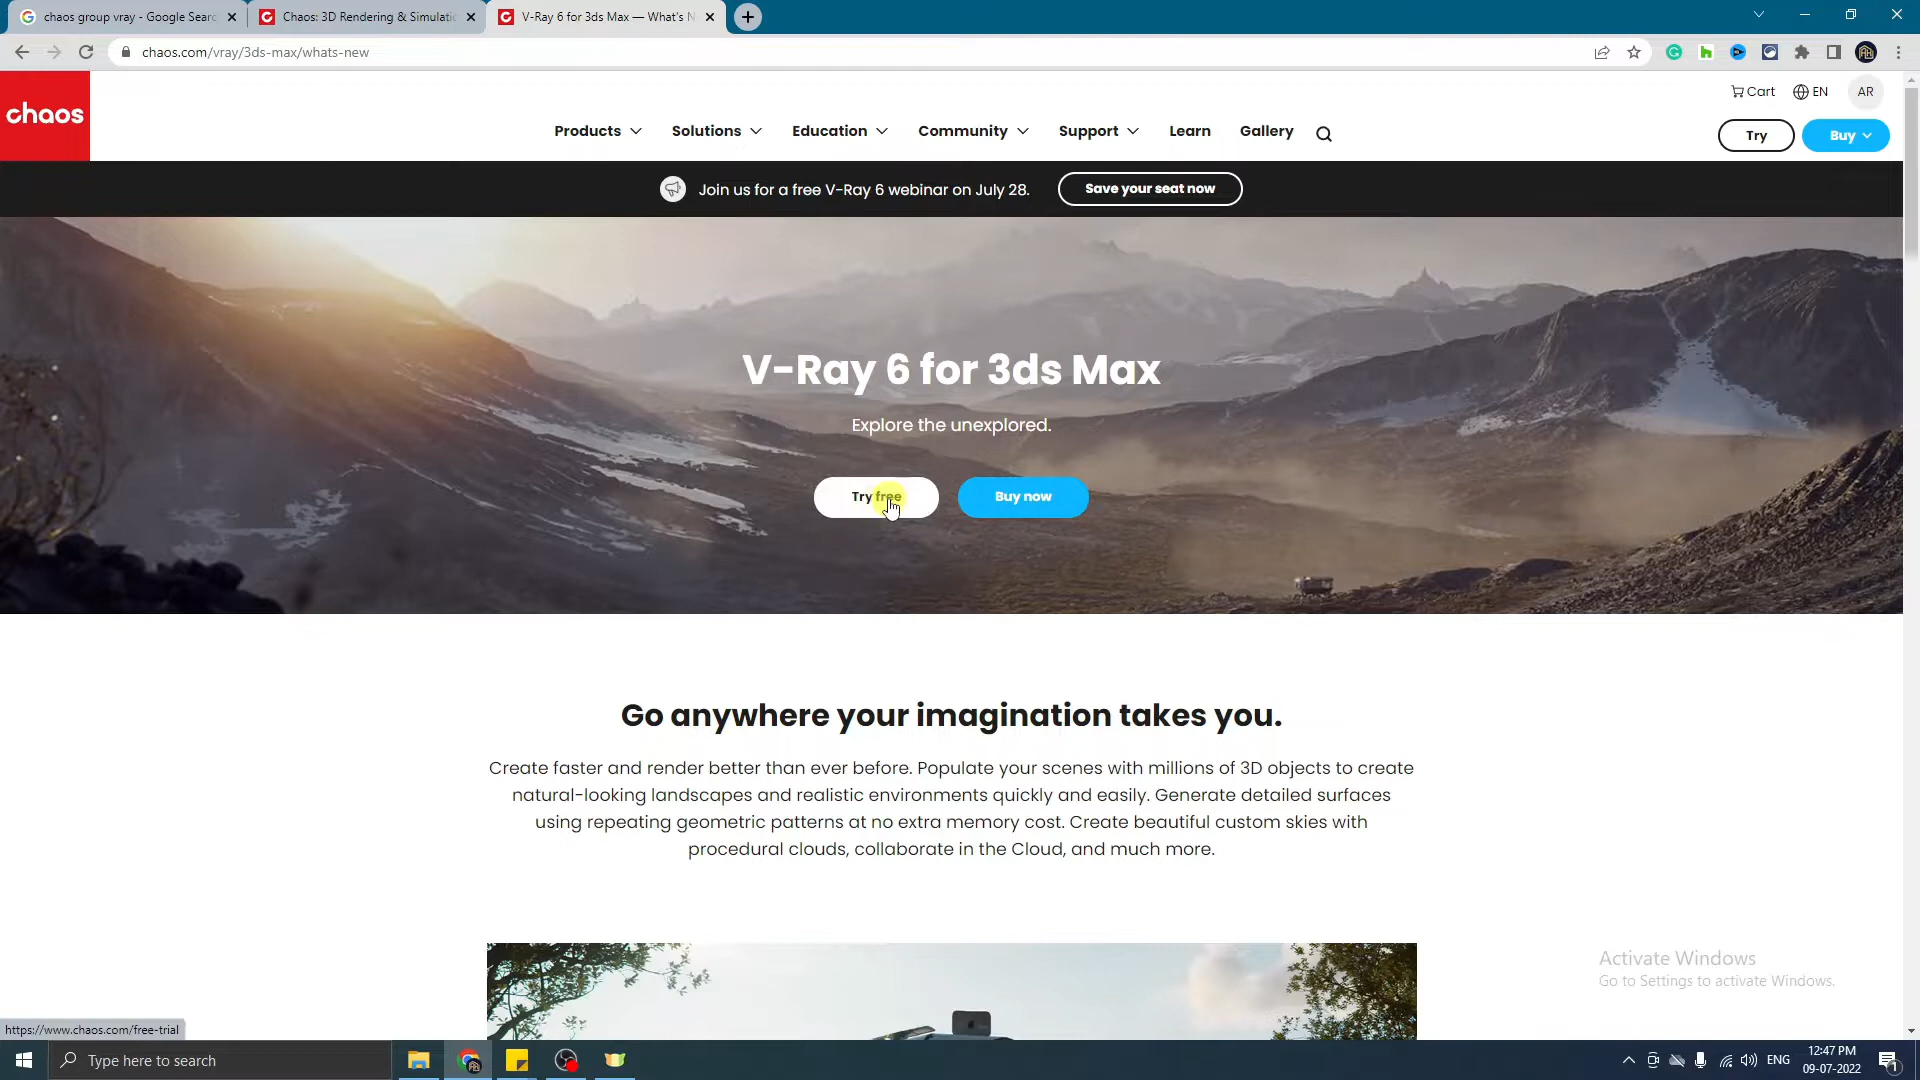 chaos group vray - Google Searc
Chaos: 3D Rendering & Simulatio
V-Ray 6 for 3ds Max — What's N
chaos.com/vray/3ds-max/whats-new
chaos
Cart
EN
AR
Products
Solutions
Education
Community
Support
Learn
Gallery
Try
Buy
Join us for a free V-Ray 6 webinar on July 28.
Save your seat now
V-Ray 6 for 3ds Max
Explore the unexplored.
Try free
Buy now
Go anywhere your imagination takes you.
Create faster and render better than ever before. Populate your scenes with millions of 3D objects to create
natural-looking landscapes and realistic environments quickly and easily. Generate detailed surfaces
using repeating geometric patterns at no extra memory cost. Create beautiful custom skies with
procedural clouds, collaborate in the Cloud, and much more.
Activate Windows
Go to Settings to activate Windows.
https://www.chaos.com/free-trial
Type here to search
ENG
12:47 PM
09-07-2022
1